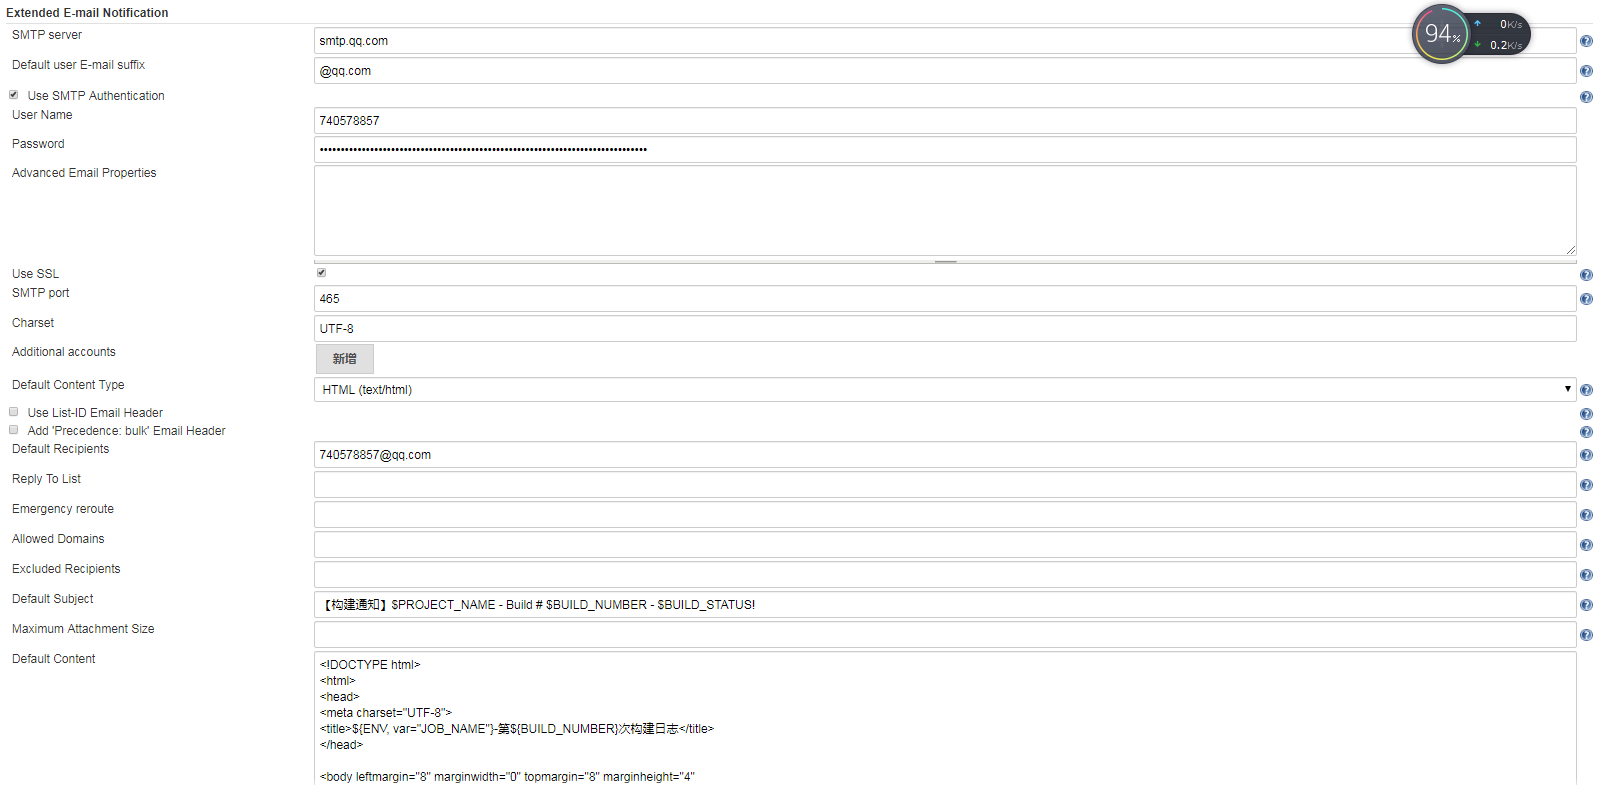 Extended E-mail Notification
94%
0K/s
0.2K/s
SMTP server
smtp.qq.com
Default user E-mail suffix
@qq.com
Use SMTP Authentication
User Name
740578857
Password
Advanced Email Properties
Use SSL
SMTP port
465
Charset
UTF-8
Additional accounts
新增
Default Content Type
HTML (text/html)
Use List-ID Email Header
Add 'Precedence: bulk' Email Header
Default Recipients
740578857@qq.com
Reply To List
Emergency reroute
Allowed Domains
Excluded Recipients
Default Subject
【构建通知】$PROJECT_NAME - Build # $BUILD_NUMBER - $BUILD_STATUS!
Maximum Attachment Size
Default Content
<!DOCTYPE html>
<html>
<head>
<meta charset="UTF-8">
<title>${ENV, var="JOB_NAME"}-第${BUILD_NUMBER}次构建日志</title>
</head>
<body leftmargin="8" marginwidth="0" topmargin="8" marginheight="4"